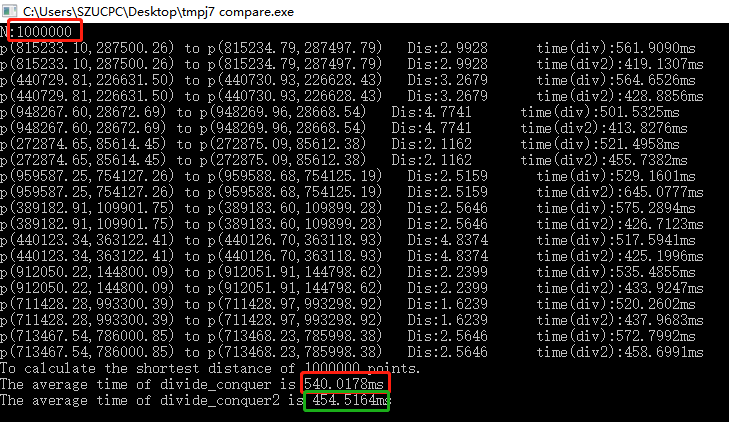 C:\Users\SZUCPC\Desktop\tmpj7 compare.exe
N:1000000
p(815233.10,287500.26) to p(815234.79,287497.79) Dis:2.9928 time(div):561.9090ms
p(815233.10,287500.26) to p(815234.79,287497.79) Dis:2.9928 time(div2):419.1307ms
p(440729.81,226631.50) to p(440730.93,226628.43) Dis:3.2679 time(div):564.6526ms
p(440729.81,226631.50) to p(440730.93,226628.43) Dis:3.2679 time(div2):428.8856ms
p(948267.60,28672.69) to p(948269.96,28668.54) Dis:4.7741 time(div):501.5325ms
p(948267.60,28672.69) to p(948269.96,28668.54) Dis:4.7741 time(div2):413.8276ms
p(272874.65,85614.45) to p(272875.09,85612.38) Dis:2.1162 time(div):521.4958ms
p(272874.65,85614.45) to p(272875.09,85612.38) Dis:2.1162 time(div2):455.7382ms
p(959587.25,754127.26) to p(959588.68,754125.19) Dis:2.5159 time(div):529.1601ms
p(959587.25,754127.26) to p(959588.68,754125.19) Dis:2.5159 time(div2):645.0777ms
p(389182.91,109901.75) to p(389183.60,109899.28) Dis:2.5646 time(div):575.2894ms
p(389182.91,109901.75) to p(389183.60,109899.28) Dis:2.5646 time(div2):426.7123ms
p(440123.34,363122.41) to p(440126.70,363118.93) Dis:4.8374 time(div):517.5941ms
p(440123.34,363122.41) to p(440126.70,363118.93) Dis:4.8374 time(div2):425.1996ms
p(912050.22,144800.09) to p(912051.91,144798.62) Dis:2.2399 time(div):535.4855ms
p(912050.22,144800.09) to p(912051.91,144798.62) Dis:2.2399 time(div2):433.9247ms
p(711428.28,993300.39) to p(711428.97,993298.92) Dis:1.6239 time(div):520.2602ms
p(711428.28,993300.39) to p(711428.97,993298.92) Dis:1.6239 time(div2):437.9683ms
p(713467.54,786000.85) to p(713468.23,785998.38) Dis:2.5646 time(div):572.7992ms
p(713467.54,786000.85) to p(713468.23,785998.38) Dis:2.5646 time(div2):458.6991ms
To calculate the shortest distance of 1000000 points.
The average time of divide_conquer is 540.0178ms
The average time of divide_conquer2 is 454.5164ms